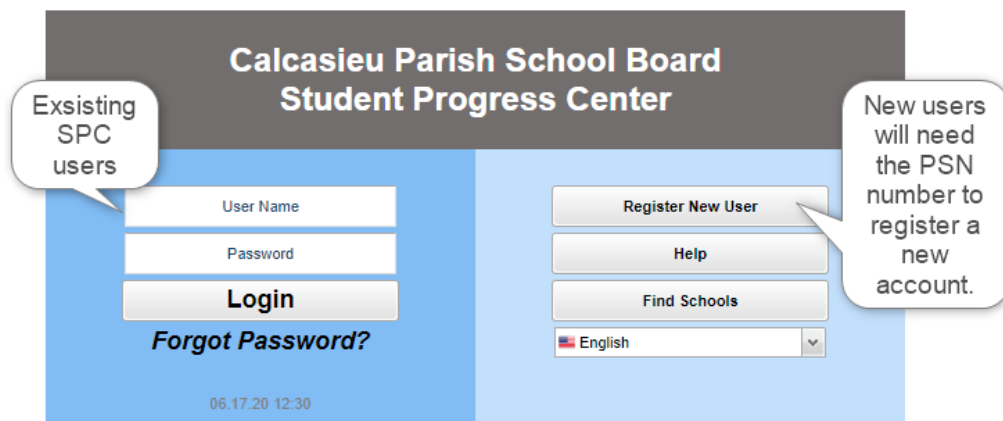 Calcasieu Parish School Board
Student Progress Center
Exsisting
SPC
users
User Name
Password
Login
Forgot Password?
06.17.20 12:30
Register New User
Help
Find Schools
English
New users
will need
the PSN
number to
register a
new
account.